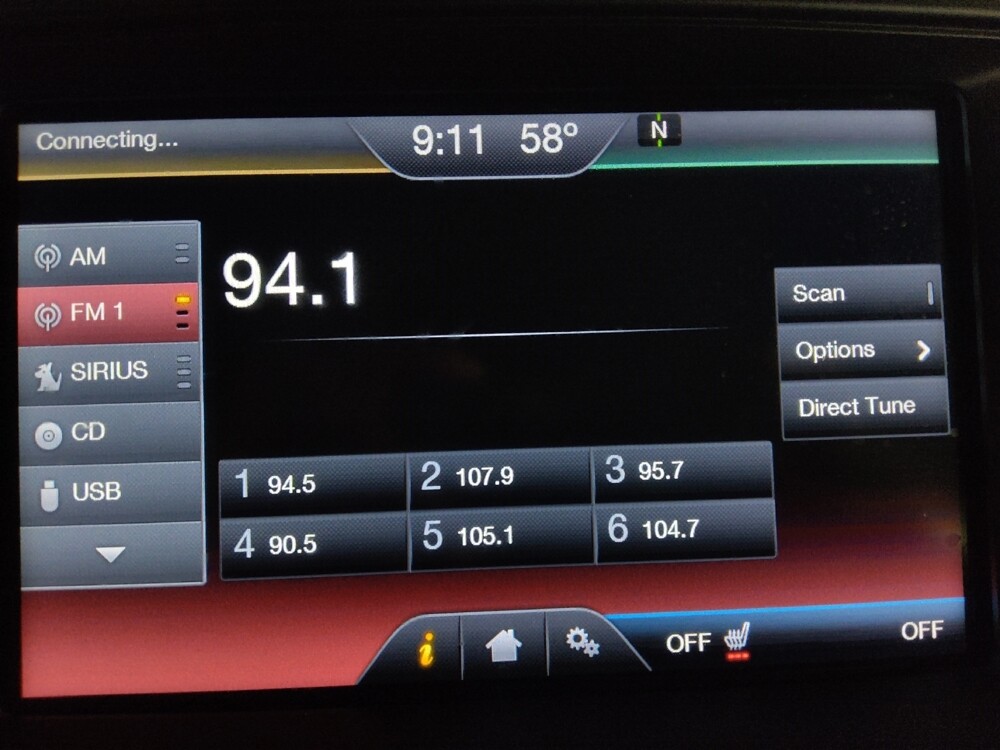 Connecting...
9:11 58º
N
AM
FM 1
SIRIUS
CD
USB
94.1
Scan
Options
Direct Tune
1 94.5 2 107.9 3 95.7
4 90.5 5 105.1 6 104.7
i
OFF OFF